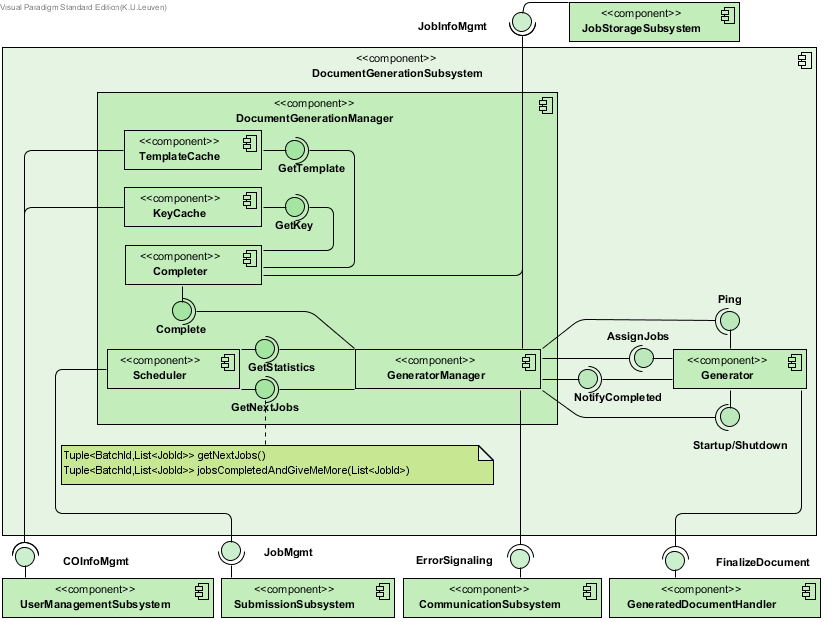 Visual Paradigm Standard Edition(K.U.Leuven)
JobInfoMgmt
<<component>>
JobStorageSubsystem
<<component>>
DocumentGenerationSubsystem
<<component>>
DocumentGenerationManager
<<component>>
TemplateCache
GetTemplate
<<component>>
KeyCache
GetKey
<<component>>
Completer
Complete
Ping
AssignJobs
<<component>>
Scheduler
GetStatistics
GetNextJobs
<<component>>
GeneratorManager
<<component>>
Generator
NotifyCompleted
Startup/Shutdown
Tuple<BatchId,List<JobId>> getNextJobs()
Tuple<BatchId,List<JobId>> jobsCompletedAndGiveMeMore(List<JobId>)
COInfoMgmt
JobMgmt
ErrorSignaling
FinalizeDocument
<<component>>
UserManagementSubsystem
<<component>>
SubmissionSubsystem
<<component>>
CommunicationSubsystem
<<component>>
GeneratedDocumentHandler